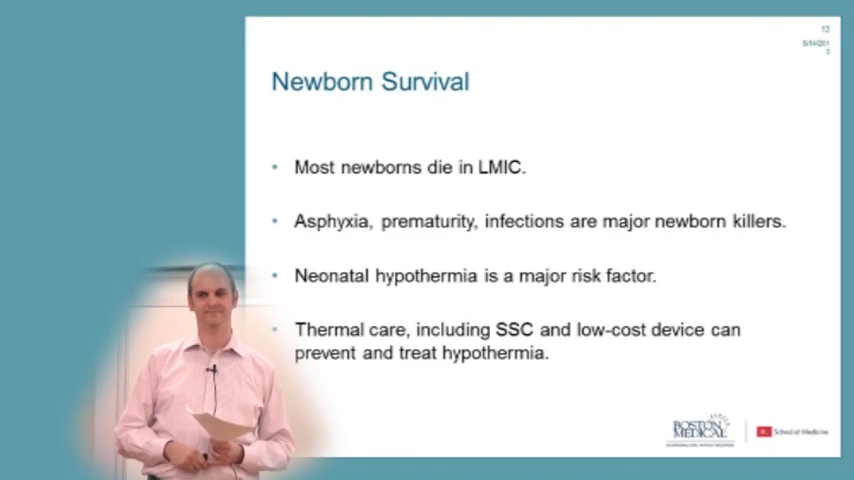 Newborn Survival
• Most newborns die in LMIC.
• Asphyxia, prematurity, infections are major newborn killers.
• Neonatal hypothermia is a major risk factor.
• Thermal care, including SSC and low-cost device can
prevent and treat hypothermia.
BOSTON
MEDICAL
School of Medicine